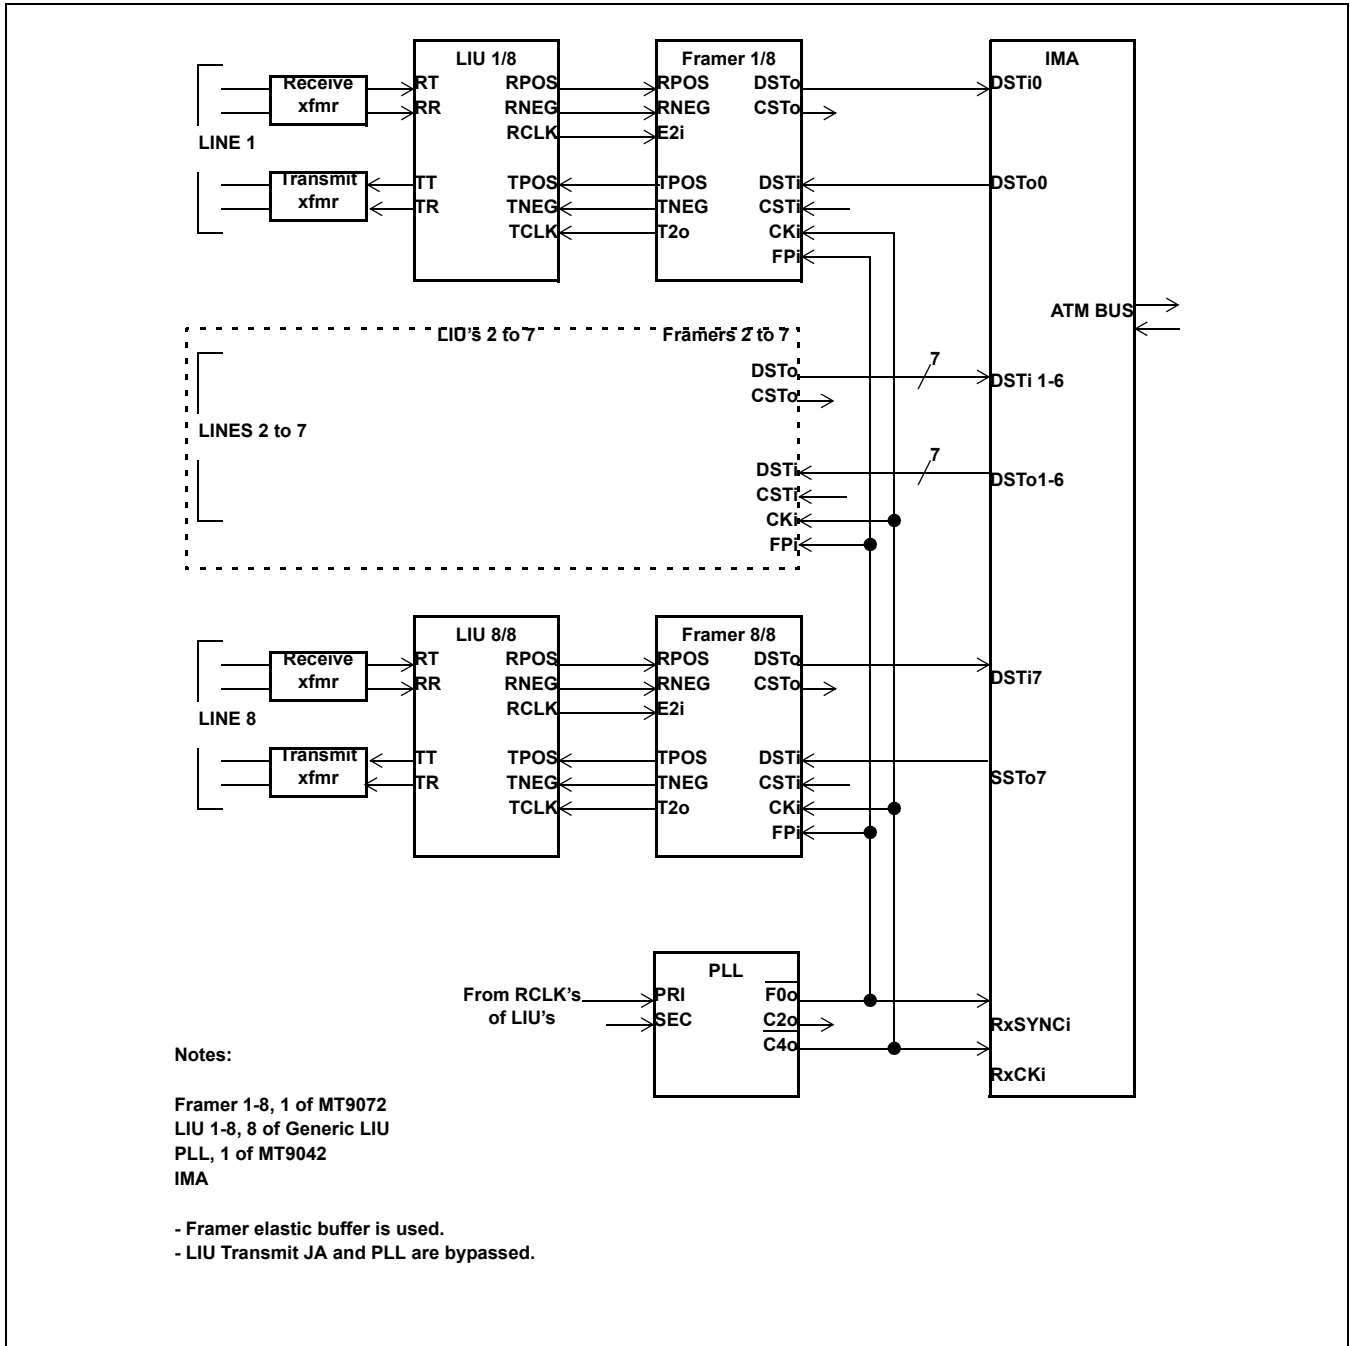 LIU 1/8
Framer 1/8
IMA
Receive
xfmr
RT
RR
RPOS
RNEG
RCLK
RPOS
RNEG
E2i
DSTo
CSTo
DSTi0
LINE 1
Transmit
xfmr
TT
TR
TPOS
TNEG
TCLK
TPOS
TNEG
T2o
DSTi
CSTi
CKi
FPi
DSTo0
ATM BUS
LIU's 2 to 7
Framers 2 to 7
DSTo
CSTo
7
DSTi 1-6
LINES 2 to 7
DSTi
CSTi
CKi
FPi
7
DSTo1-6
LIU 8/8
Framer 8/8
Receive
xfmr
RT
RR
RPOS
RNEG
RCLK
RPOS
RNEG
E2i
DSTo
CSTo
DSTi7
LINE 8
Transmit
xfmr
TT
TR
TPOS
TNEG
TCLK
TPOS
TNEG
T2o
DSTi
CSTi
CKi
FPi
SSTo7
PLL
From RCLK's
of LIU's
PRI
SEC
F0o
C2o
C4o
RxSYNCi
RxCKi
Notes:
Framer 1-8, 1 of MT9072
LIU 1-8, 8 of Generic LIU
PLL, 1 of MT9042
IMA
- Framer elastic buffer is used.
- LIU Transmit JA and PLL are bypassed.